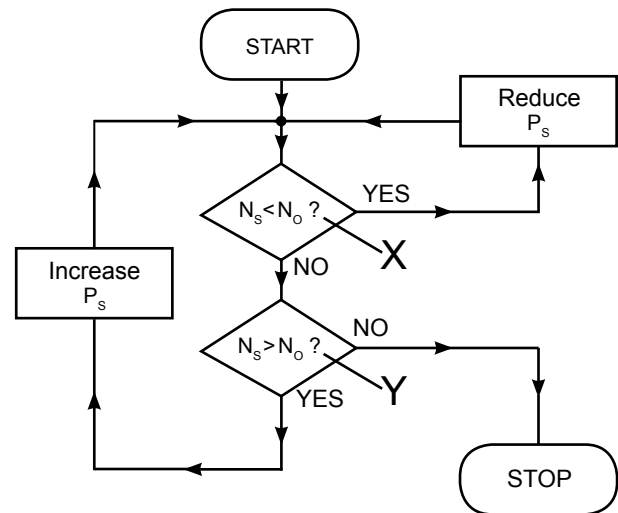 START
Reduce
Pₛ
YES
Nₛ < Nₒ ?
X
NO
Increase
Pₛ
NO
Nₛ > Nₒ ?
Y
YES
STOP